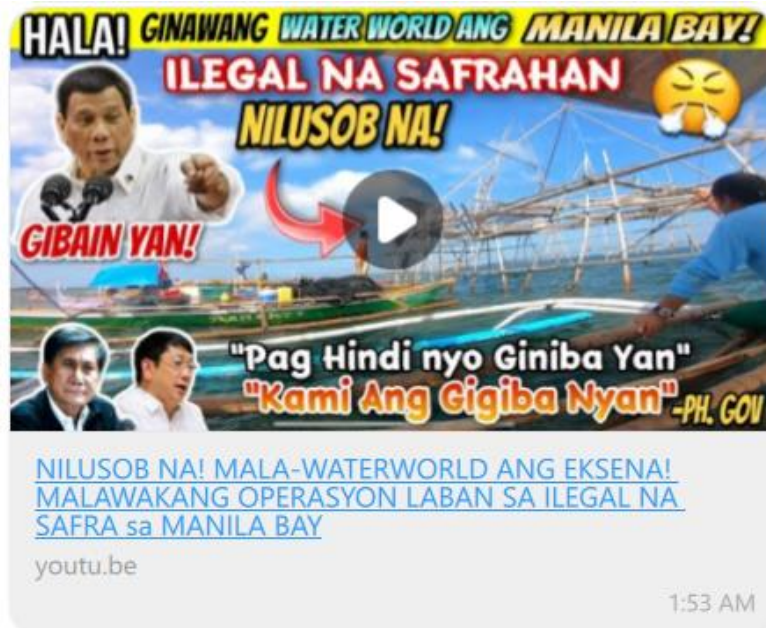 HALA! GINAWANG WATER WORLD ANG MANILA BAY!
ILEGAL NA SAFRAHAN
NILUSOB NA!
GIBAIN YAN!
"Pag Hindi nyo Giniba Yan"
"Kami Ang Gigiba Nyan" -PH. GOV
NILUSOB NA! MALA-WATERWORLD ANG EKSENA!
MALAWAKANG OPERASYON LABAN SA ILEGAL NA
SAFRA sa MANILA BAY
youtu.be
1:53 AM